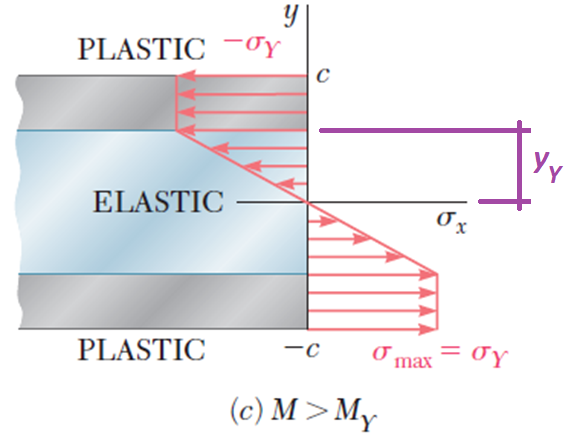 y
PLASTIC −σY
c
ELASTIC
σx
yY
PLASTIC
−c
σmax = σY
(c) M > MY